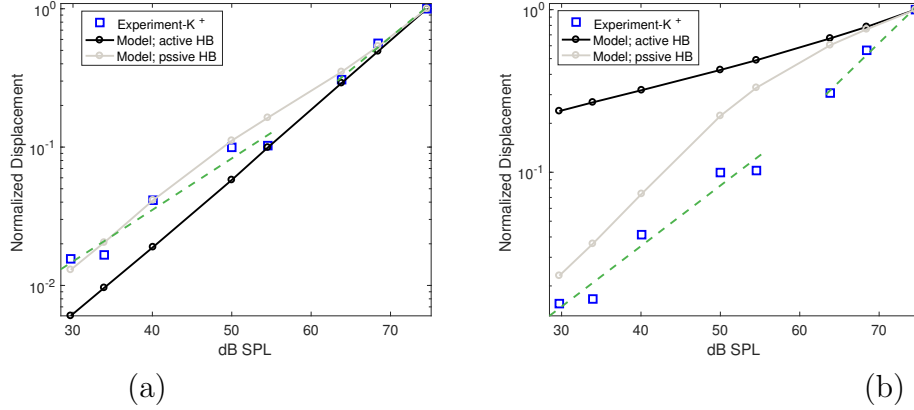 10^0
10^-1
10^-2
Normalized Displacement
Experiment-K^+
Model; active HB
Model; pssive HB
30 40 50 60 70
dB SPL
(a)
10^0
10^-1
Normalized Displacement
Experiment-K^+
Model; active HB
Model; pssive HB
30 40 50 60 70
dB SPL
(b)